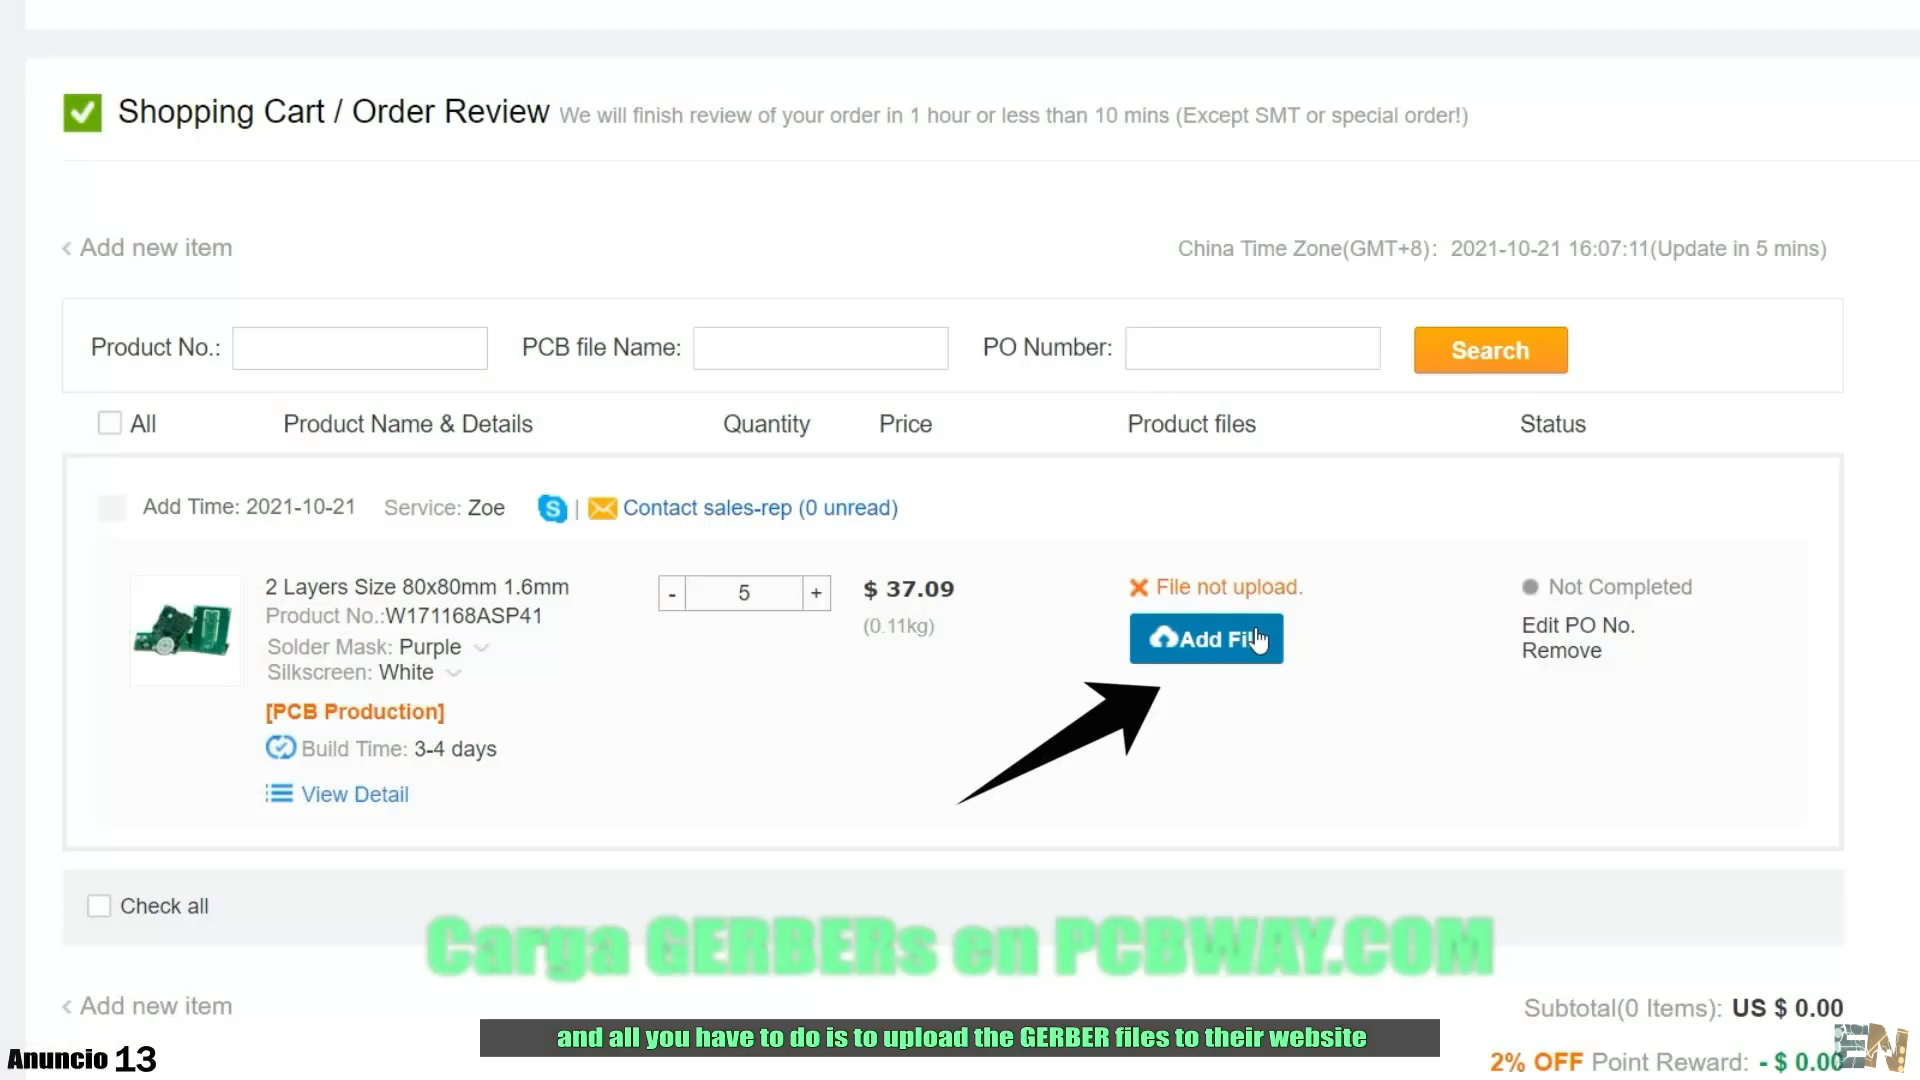 Shopping Cart / Order Review We will finish review of your order in 1 hour or less than 10 mins (Except SMT or special order!)
< Add new item
China Time Zone(GMT+8): 2021-10-21 16:07:11(Update in 5 mins)
Product No.:
PCB file Name:
PO Number:
Search
All
Product Name & Details
Quantity
Price
Product files
Status
Add Time: 2021-10-21 Service: Zoe S | Contact sales-rep (0 unread)
2 Layers Size 80x80mm 1.6mm
Product No.:W171168ASP41
Solder Mask: Purple
Silkscreen: White
[PCB Production]
Build Time: 3-4 days
View Detail
- 5 +
$ 37.09
(0.11kg)
File not upload.
Add Fi
Not Completed
Edit PO No.
Remove
Check all
Carga GERBERs en PCBWAY.COM
< Add new item
Subtotal(0 Items): US $ 0.00
and all you have to do is to upload the GERBER files to their website
Anuncio 13
2% OFF Point Reward: - $ 0.00
EN